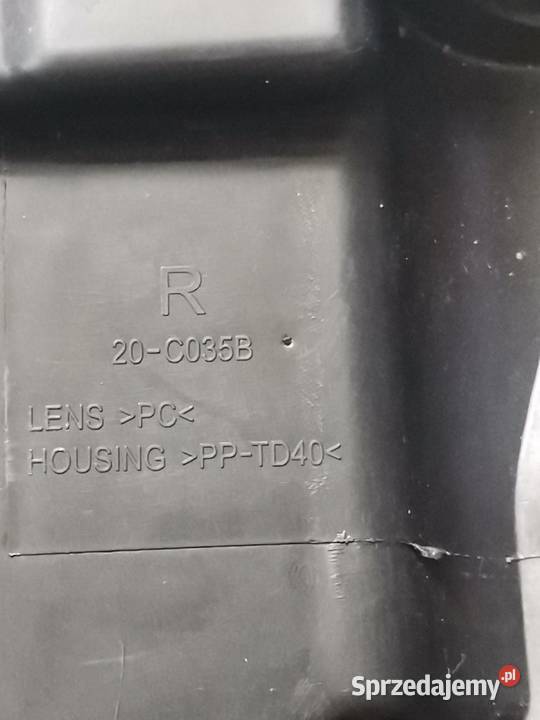 R
20-C035B
LENS >PC<
HOUSING >PP-TD40<
Sprzedajemy.pl